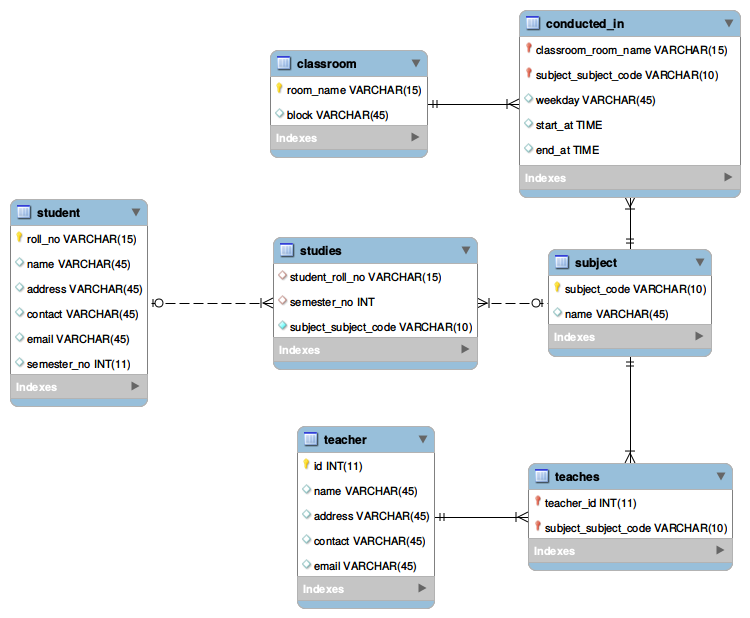 conducted_in
classroom_room_name VARCHAR(15)
subject_subject_code VARCHAR(10)
weekday VARCHAR(45)
start_at TIME
end_at TIME
Indexes
classroom
room_name VARCHAR(15)
block VARCHAR(45)
Indexes
student
roll_no VARCHAR(15)
name VARCHAR(45)
address VARCHAR(45)
contact VARCHAR(45)
email VARCHAR(45)
semester_no INT(11)
Indexes
studies
student_roll_no VARCHAR(15)
semester_no INT
subject_subject_code VARCHAR(10)
Indexes
subject
subject_code VARCHAR(10)
name VARCHAR(45)
Indexes
teacher
id INT(11)
name VARCHAR(45)
address VARCHAR(45)
contact VARCHAR(45)
email VARCHAR(45)
Indexes
teaches
teacher_id INT(11)
subject_subject_code VARCHAR(10)
Indexes